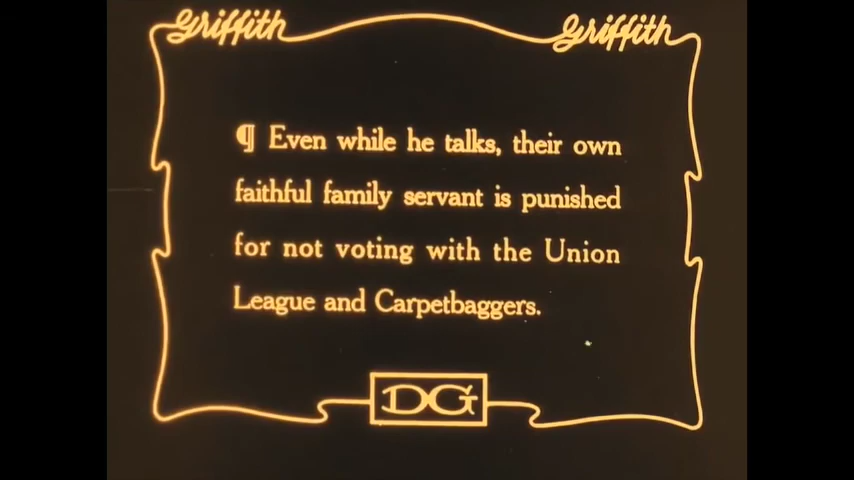 Griffith Griffith
¶ Even while he talks, their own
faithful family servant is punished
for not voting with the Union
League and Carpetbaggers.
DG